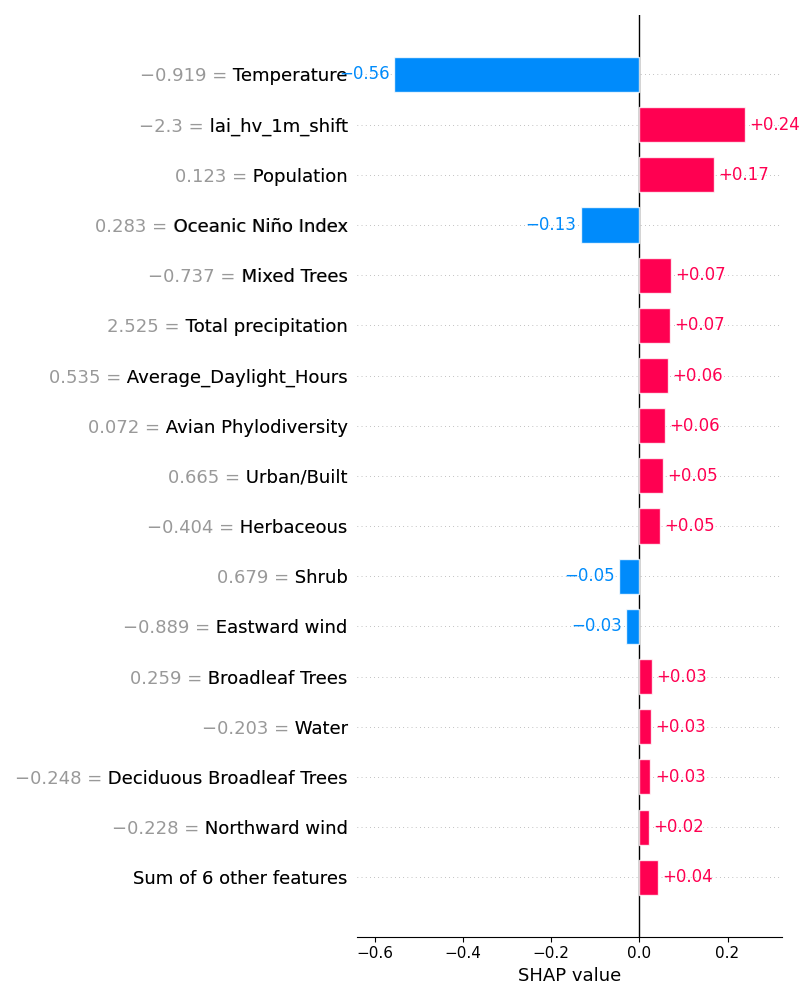 −0.919 = Temperature −0.56
−2.3 = lai_hv_1m_shift +0.24
0.123 = Population +0.17
0.283 = Oceanic Niño Index −0.13
−0.737 = Mixed Trees +0.07
2.525 = Total precipitation +0.07
0.535 = Average_Daylight_Hours +0.06
0.072 = Avian Phylodiversity +0.06
0.665 = Urban/Built +0.05
−0.404 = Herbaceous +0.05
0.679 = Shrub −0.05
−0.889 = Eastward wind −0.03
0.259 = Broadleaf Trees +0.03
−0.203 = Water +0.03
−0.248 = Deciduous Broadleaf Trees +0.03
−0.228 = Northward wind +0.02
Sum of 6 other features +0.04
−0.6 −0.4 −0.2 0.0 0.2
SHAP value